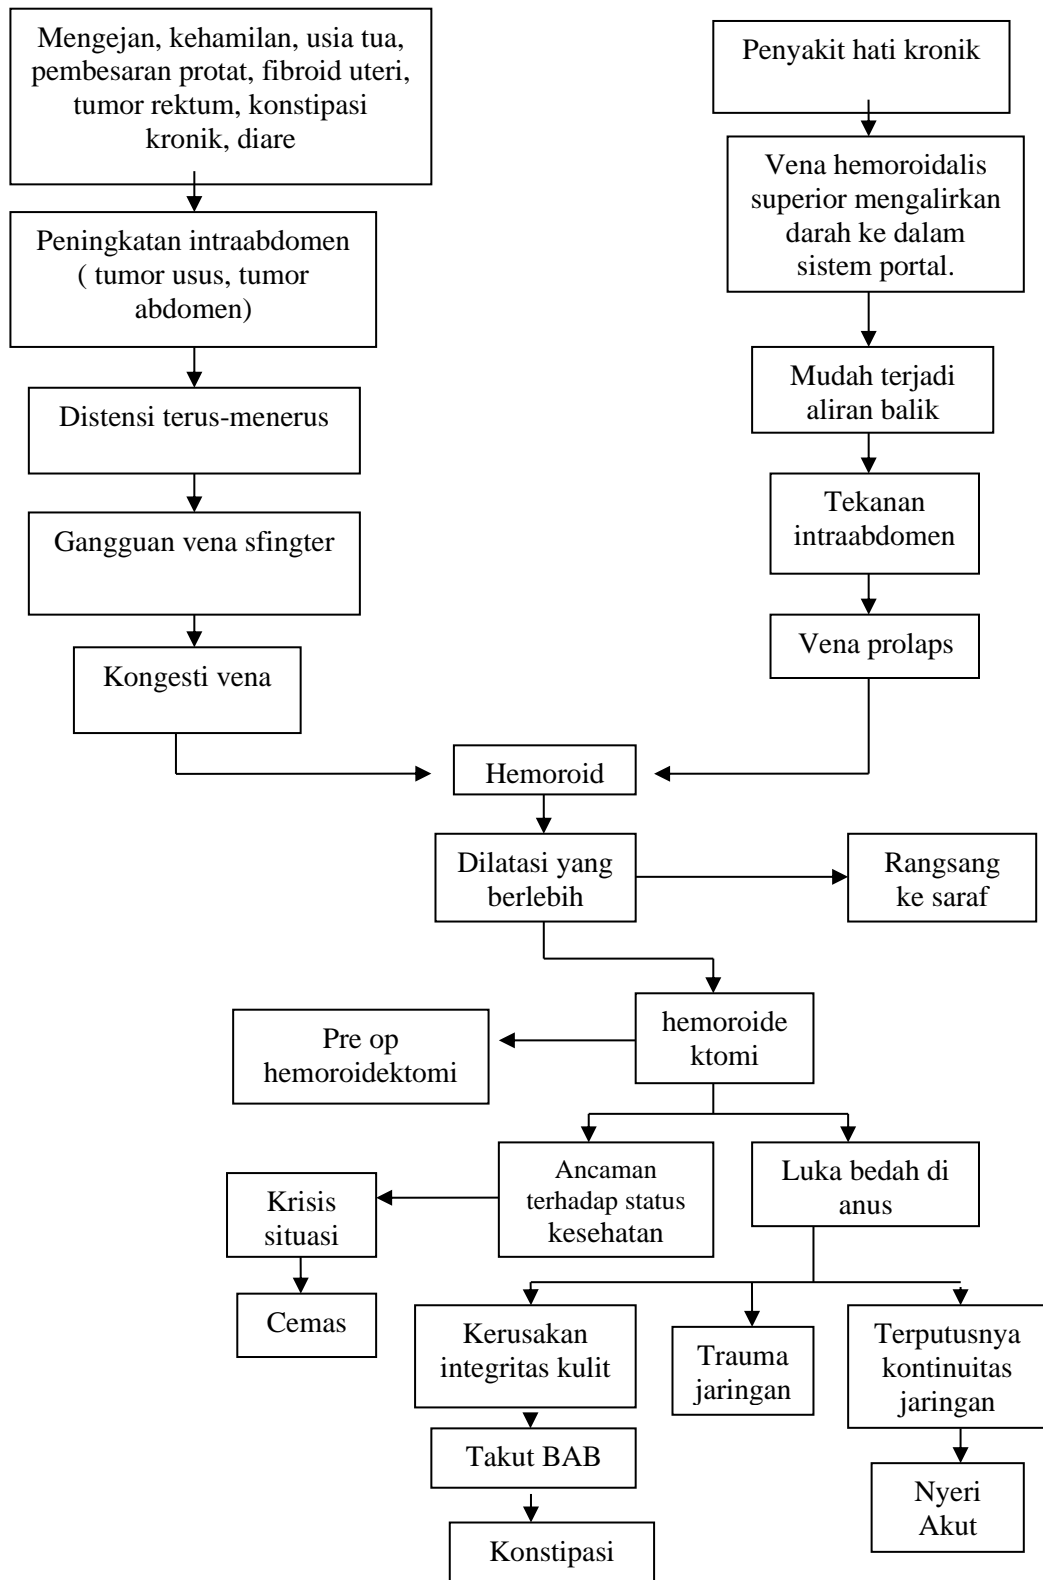 Mengejan, kehamilan, usia tua,
pembesaran protat, fibroid uteri,
tumor rektum, konstipasi
kronik, diare
Penyakit hati kronik
Vena hemoroidalis
superior mengalirkan
darah ke dalam
sistem portal.
Peningkatan intraabdomen
( tumor usus, tumor
abdomen)
Mudah terjadi
aliran balik
Distensi terus-menerus
Tekanan
intraabdomen
Gangguan vena sfingter
Vena prolaps
Kongesti vena
Hemoroid
Dilatasi yang
berlebih
Rangsang
ke saraf
hemoroide
ktomi
Pre op
hemoroidektomi
Ancaman
terhadap status
kesehatan
Luka bedah di
anus
Krisis
situasi
Cemas
Kerusakan
integritas kulit
Trauma
jaringan
Terputusnya
kontinuitas
jaringan
Takut BAB
Nyeri
Akut
Konstipasi